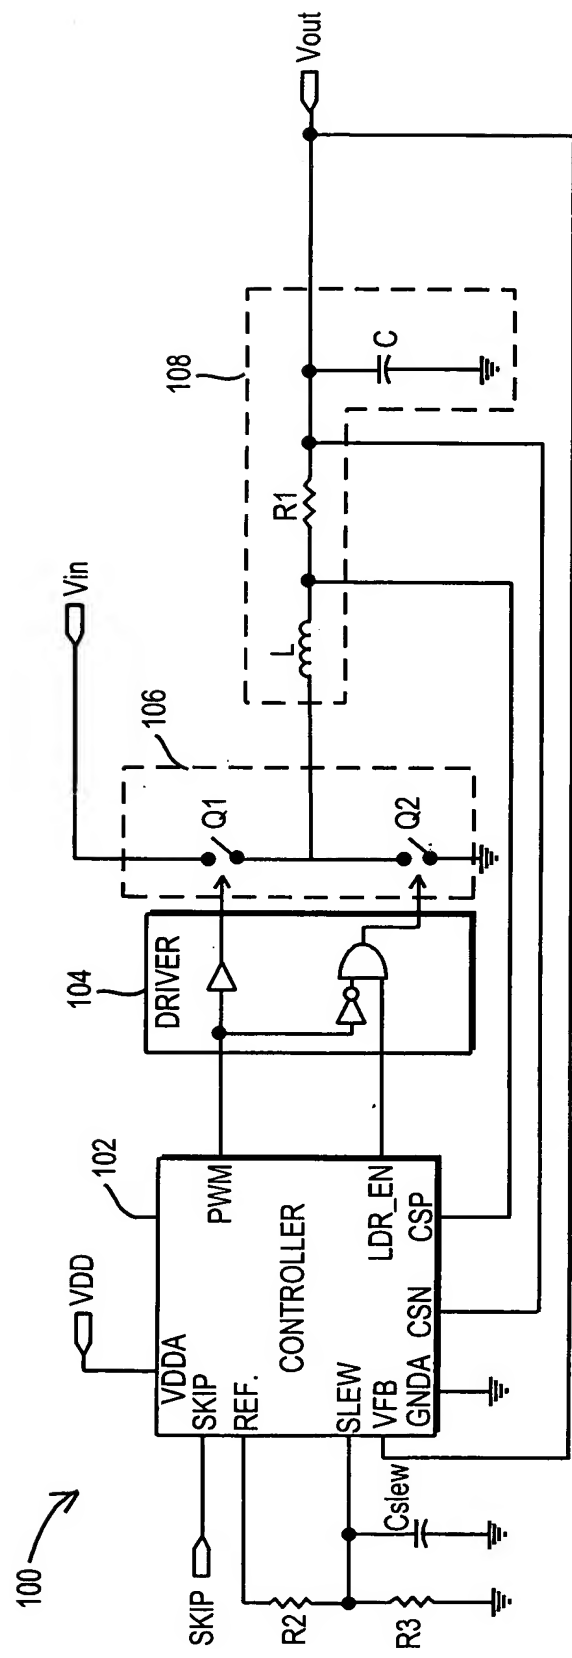 100
VDD
102
104
106
Vin
108
Vout
SKIP
VDDA
SKIP
REF.
SLEW
VFB
GNDA
CSN
CSP
CONTROLLER
PWM
LDR_EN
DRIVER
Q1
Q2
L
R1
C
R2
R3
Cslew